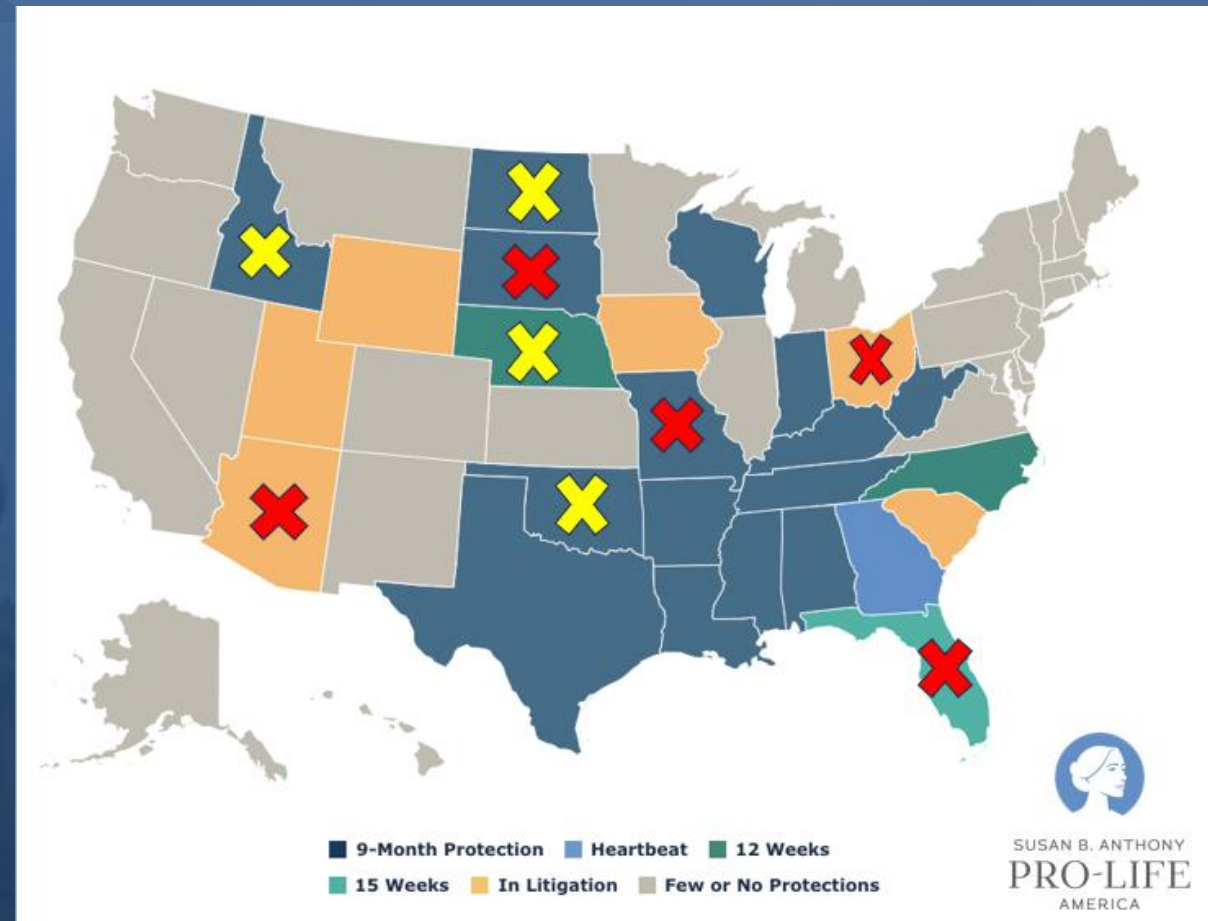 9-Month Protection Heartbeat 12 Weeks
15 Weeks In Litigation Few or No Protections
SUSAN B. ANTHONY
PRO-LIFE
AMERICA